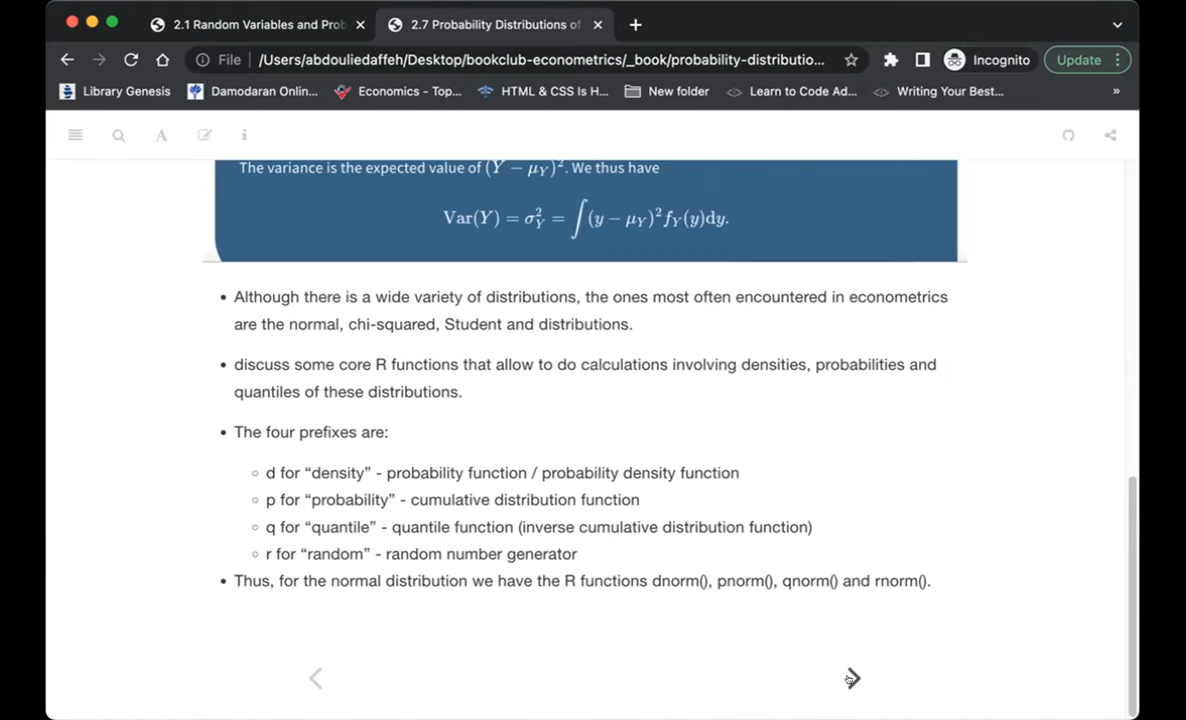 2.1 Random Variables and Prob
2.7 Probability Distributions of
File /Users/abdouliedaffeh/Desktop/bookclub-econometrics/_book/probability-distributio...
Incognito
Update
Library Genesis
Damodaran Onlin...
Economics - Top...
HTML & CSS Is H...
New folder
Learn to Code Ad...
Writing Your Best...
»
The variance is the expected value of (Y − μ_Y)². We thus have
Var(Y) = σ²_Y = ∫(y − μ_Y)² f_Y(y)dy.
• Although there is a wide variety of distributions, the ones most often encountered in econometrics
are the normal, chi-squared, Student and distributions.
• discuss some core R functions that allow to do calculations involving densities, probabilities and
quantiles of these distributions.
• The four prefixes are:
◦ d for “density” - probability function / probability density function
◦ p for “probability” - cumulative distribution function
◦ q for “quantile” - quantile function (inverse cumulative distribution function)
◦ r for “random” - random number generator
• Thus, for the normal distribution we have the R functions dnorm(), pnorm(), qnorm() and rnorm().